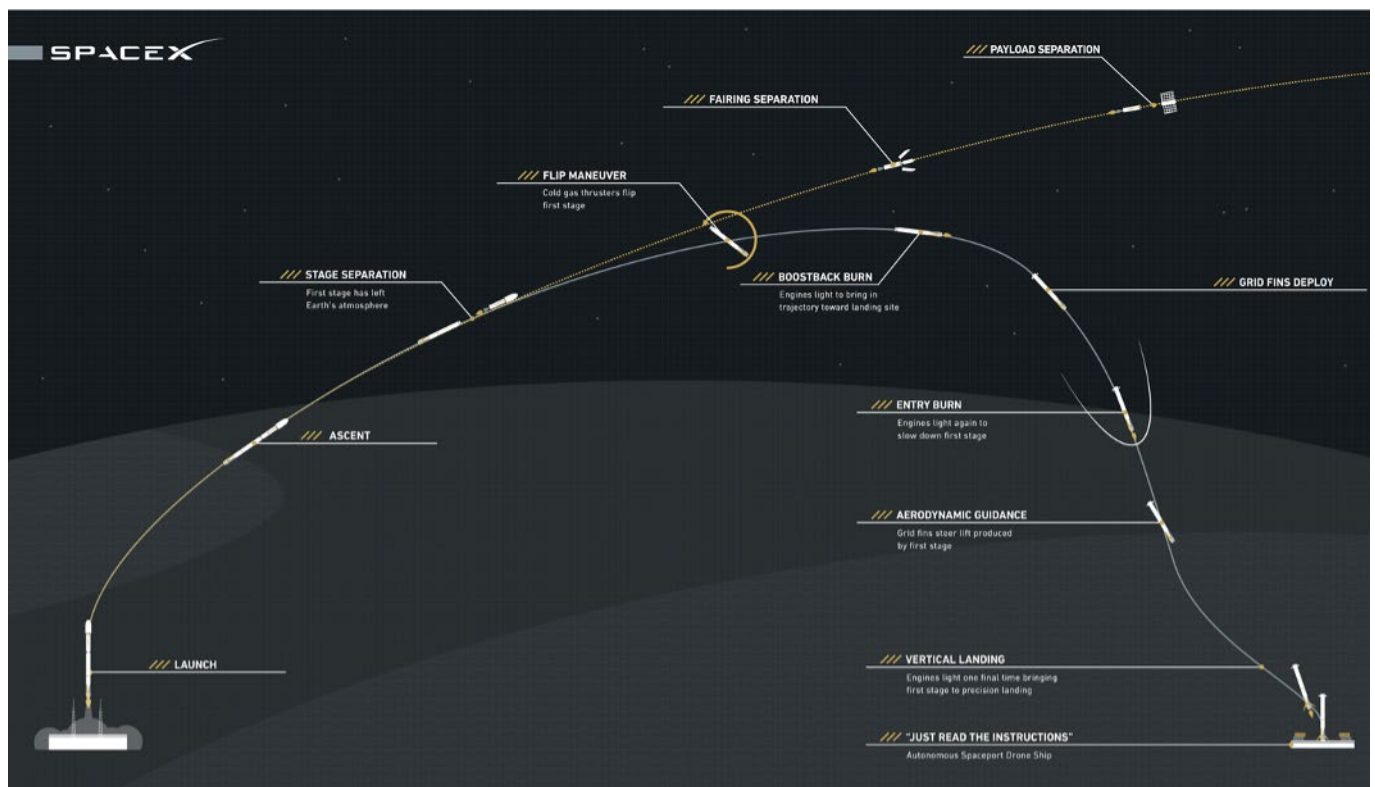 SPACEX
/// PAYLOAD SEPARATION
/// FAIRING SEPARATION
/// FLIP MANEUVER
Cold gas thrusters flip
first stage
/// STAGE SEPARATION
First stage has left
Earth's atmosphere
/// BOOSTBACK BURN
Engines light to bring in
trajectory toward landing site
/// GRID FINS DEPLOY
/// ENTRY BURN
Engines light again to
slow down first stage
/// ASCENT
/// AERODYNAMIC GUIDANCE
Grid fins steer lift produced
by first stage
/// LAUNCH
/// VERTICAL LANDING
Engines light one final time bringing
first stage to precision landing
/// "JUST READ THE INSTRUCTIONS"
Autonomous Spaceport Drone Ship